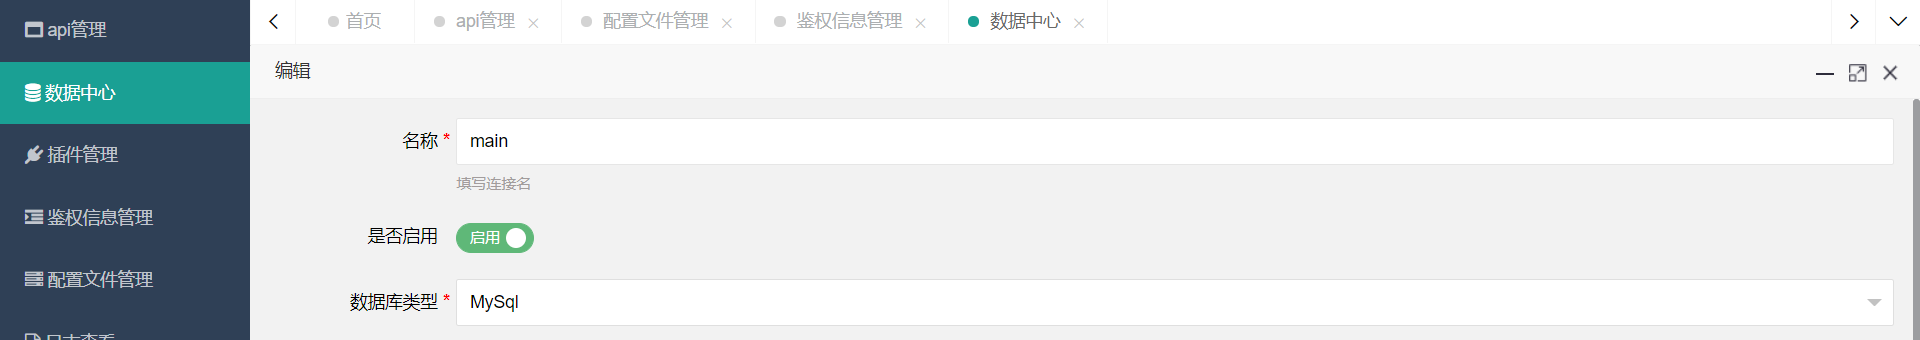 api管理
数据中心
插件管理
鉴权信息管理
配置文件管理
首页
api管理
配置文件管理
鉴权信息管理
数据中心
编辑
名称 * main
填写连接名
是否启用 启用
数据库类型 * MySql